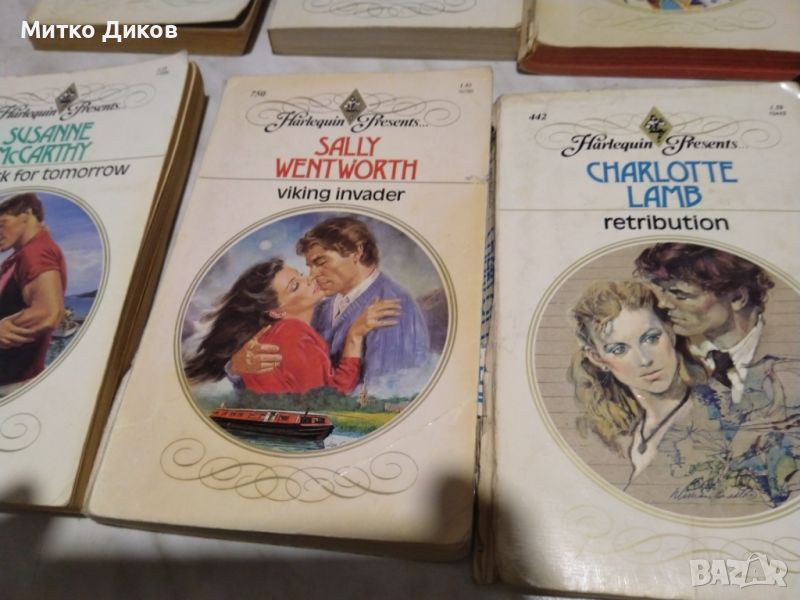 Митко Диков
Harlequin Presents...
SUSANNE
McCARTHY
k for tomorrow
750
Harlequin Presents...
SALLY
WENTWORTH
viking invader
442
Harlequin Presents...
CHARLOTTE
LAMB
retribution
BAZAR